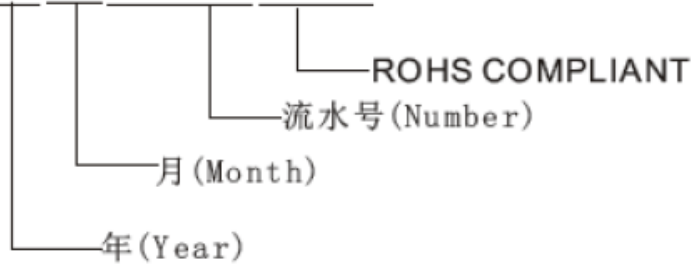 ROHS COMPLIANT
流水号(Number)
月(Month)
年(Year)